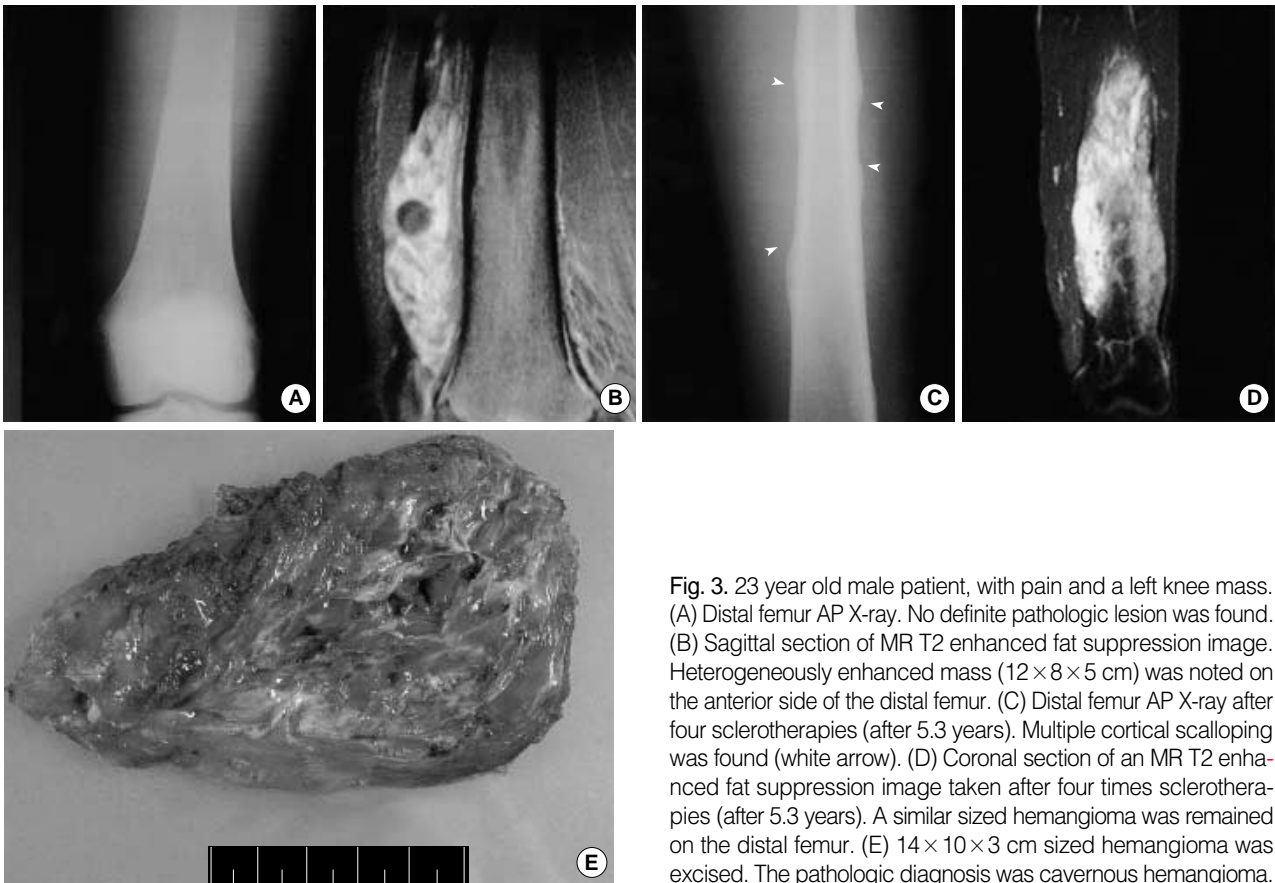 A
B
C
D
E
Fig. 3. 23 year old male patient, with pain and a left knee mass.
(A) Distal femur AP X-ray. No definite pathologic lesion was found.
(B) Sagittal section of MR T2 enhanced fat suppression image.
Heterogeneously enhanced mass (12×8×5 cm) was noted on
the anterior side of the distal femur. (C) Distal femur AP X-ray after
four sclerotherapies (after 5.3 years). Multiple cortical scalloping
was found (white arrow). (D) Coronal section of an MR T2 enha-
nced fat suppression image taken after four times sclerothera-
pies (after 5.3 years). A similar sized hemangioma was remained
on the distal femur. (E) 14×10×3 cm sized hemangioma was
excised. The pathologic diagnosis was cavernous hemangioma.